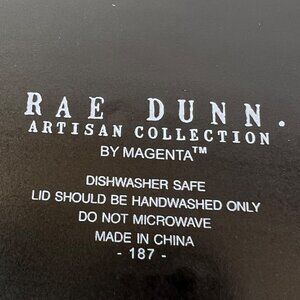 RAE DUNN.
ARTISAN COLLECTION
BY MAGENTA™
DISHWASHER SAFE
LID SHOULD BE HANDWASHED ONLY
DO NOT MICROWAVE
MADE IN CHINA
- 187 -